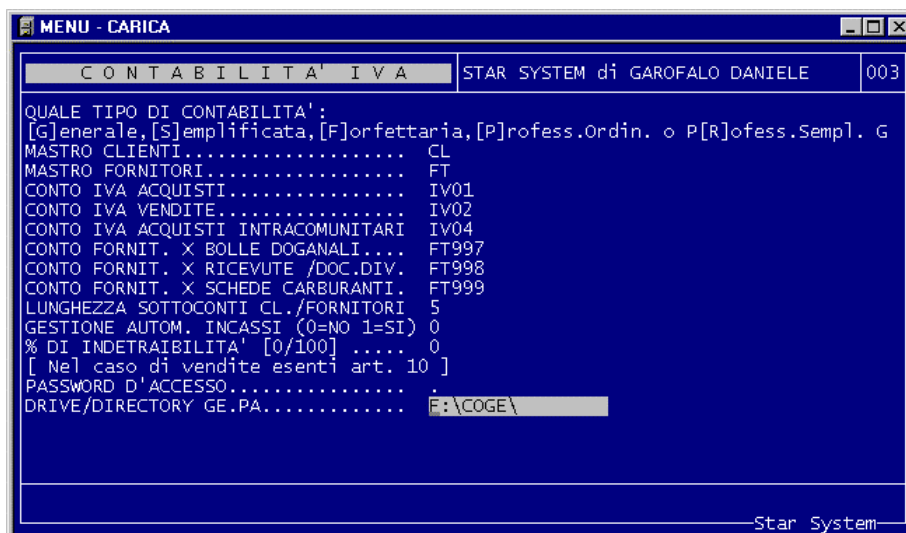 MENU - CARICA
C O N T A B I L I T A' I V A STAR SYSTEM di GAROFALO DANIELE 003
QUALE TIPO DI CONTABILITA':
[G]enerale,[S]emplificata,[F]orfettaria,[P]rofess.Ordin. o P[R]ofess.Sempl. G
MASTRO CLIENTI.................... CL
MASTRO FORNITORI.................. FT
CONTO IVA ACQUISTI................ IV01
CONTO IVA VENDITE................. IV02
CONTO IVA ACQUISTI INTRACOMUNITARI IV04
CONTO FORNIT. X BOLLE DOGANALI.... FT997
CONTO FORNIT. X RICEVUTE /DOC.DIV. FT998
CONTO FORNIT. X SCHEDE CARBURANTI. FT999
LUNGHEZZA SOTTOCONTI CL./FORNITORI 5
GESTIONE AUTOM. INCASSI (0=NO 1=SI) 0
% DI INDETRAIBILITA' [0/100] ..... 0
[ Nel caso di vendite esenti art. 10 ]
PASSWORD D'ACCESSO................ .
DRIVE/DIRECTORY GE.PA............. F:\COGE\
Star System